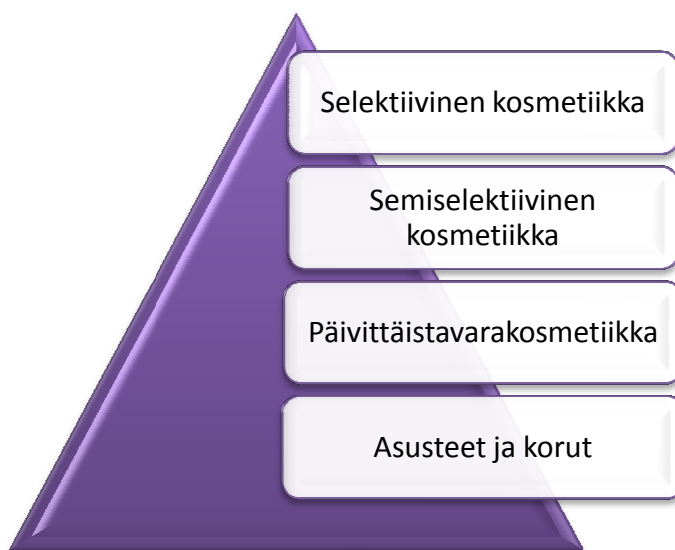 Selektiivinen kosmetiikka
Semiselektiivinen
kosmetiikka
Päivittäistavarakosmetiikka
Asusteet ja korut